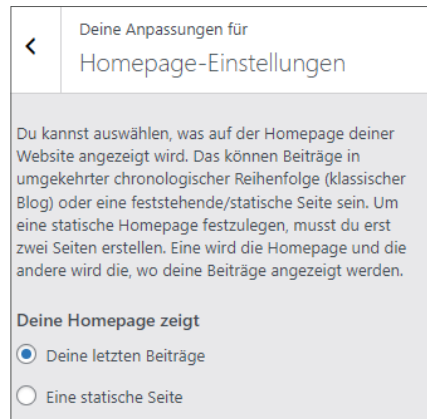 Deine Anpassungen für
Homepage-Einstellungen
Du kannst auswählen, was auf der Homepage deiner
Website angezeigt wird. Das können Beiträge in
umgekehrter chronologischer Reihenfolge (klassischer
Blog) oder eine feststehende/statische Seite sein. Um
eine statische Homepage festzulegen, musst du erst
zwei Seiten erstellen. Eine wird die Homepage und die
andere wird die, wo deine Beiträge angezeigt werden.
Deine Homepage zeigt
Deine letzten Beiträge
Eine statische Seite